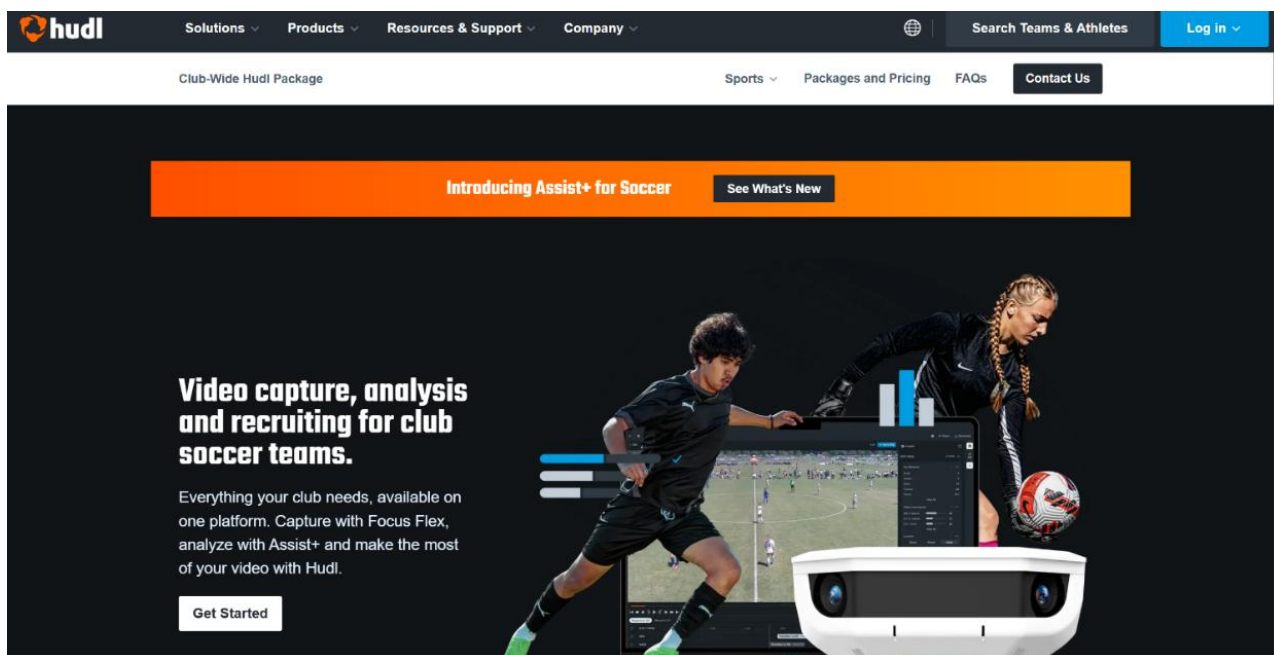 hudl
Solutions Products Resources & Support Company Search Teams & Athletes Log in
Club-Wide Hudl Package Sports Packages and Pricing FAQs Contact Us
Introducing Assist+ for Soccer See What's New
Video capture, analysis
and recruiting for club
soccer teams.
Everything your club needs, available on
one platform. Capture with Focus Flex,
analyze with Assist+ and make the most
of your video with Hudl.
Get Started